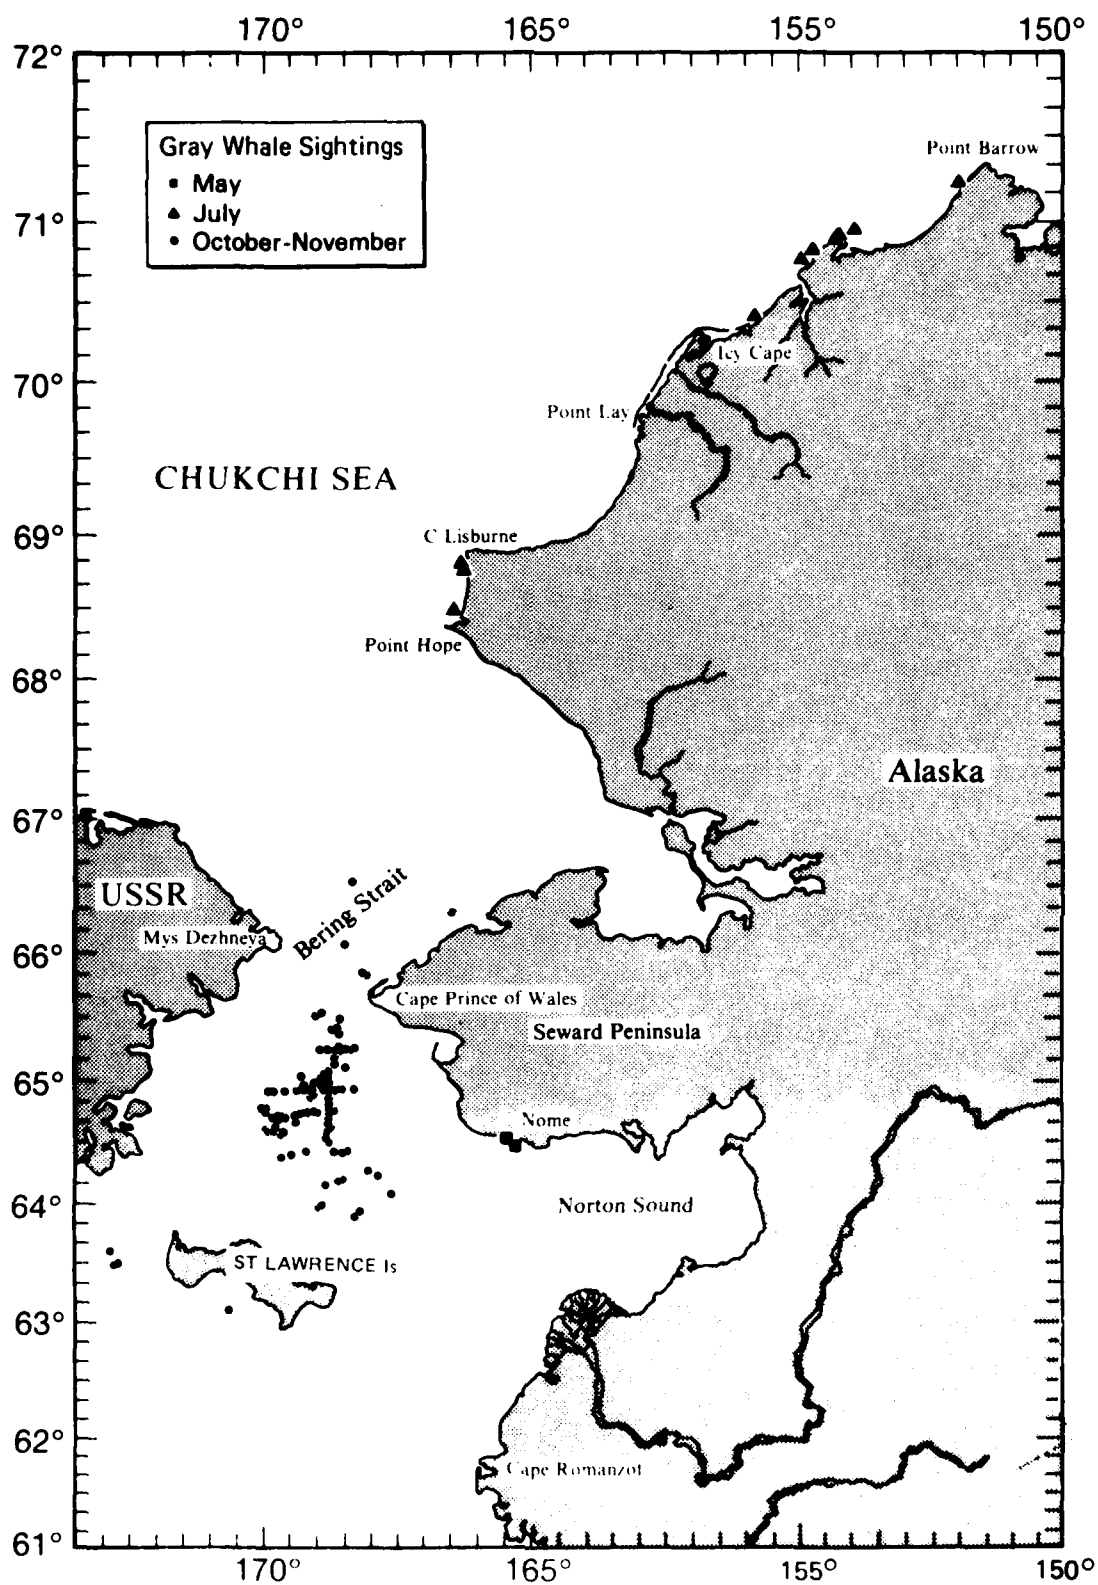 170° 165° 155° 150°
72°
Gray Whale Sightings
May
July
October-November
Point Barrow
71°
Icy Cape
70°
Point Lay
CHUKCHI SEA
69°
C Lisburne
Point Hope
68°
Alaska
67°
USSR
Bering Strait
Mys Dezhneva
66°
Cape Prince of Wales
Seward Peninsula
65°
Nome
64°
Norton Sound
ST LAWRENCE Is
63°
62°
Cape Romanzof
61°
170° 165° 155° 150°